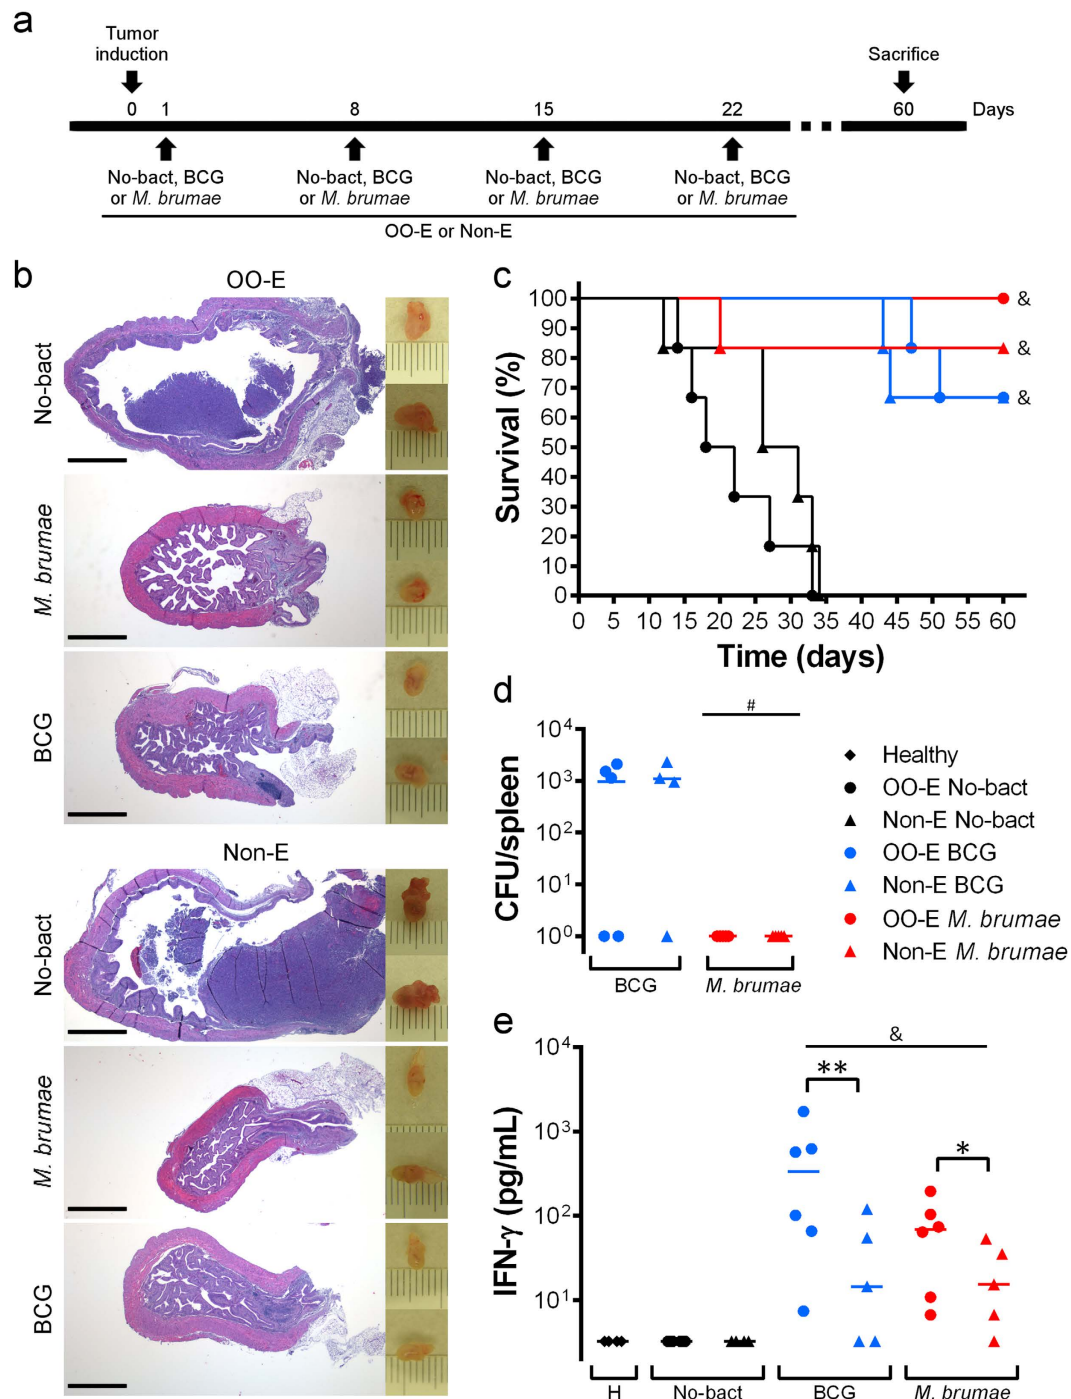 a
Tumor
induction
Sacrifice
0 1 8 15 22 60 Days
No-bact, BCG
or M. brumae
No-bact, BCG
or M. brumae
No-bact, BCG
or M. brumae
No-bact, BCG
or M. brumae
OO-E or Non-E
b
OO-E
No-bact
M. brumae
BCG
Non-E
No-bact
M. brumae
BCG
c
Survival (%)
100
90
80
70
60
50
40
30
20
10
0
&
&
&
0 5 10 15 20 25 30 35 40 45 50 55 60
Time (days)
d
#
CFU/spleen
10⁴
10³
10²
10¹
10⁰
BCG M. brumae
Healthy
OO-E No-bact
Non-E No-bact
OO-E BCG
Non-E BCG
OO-E M. brumae
Non-E M. brumae
e
&
**
*
IFN-γ (pg/mL)
10⁴
10³
10²
10¹
H No-bact BCG M. brumae